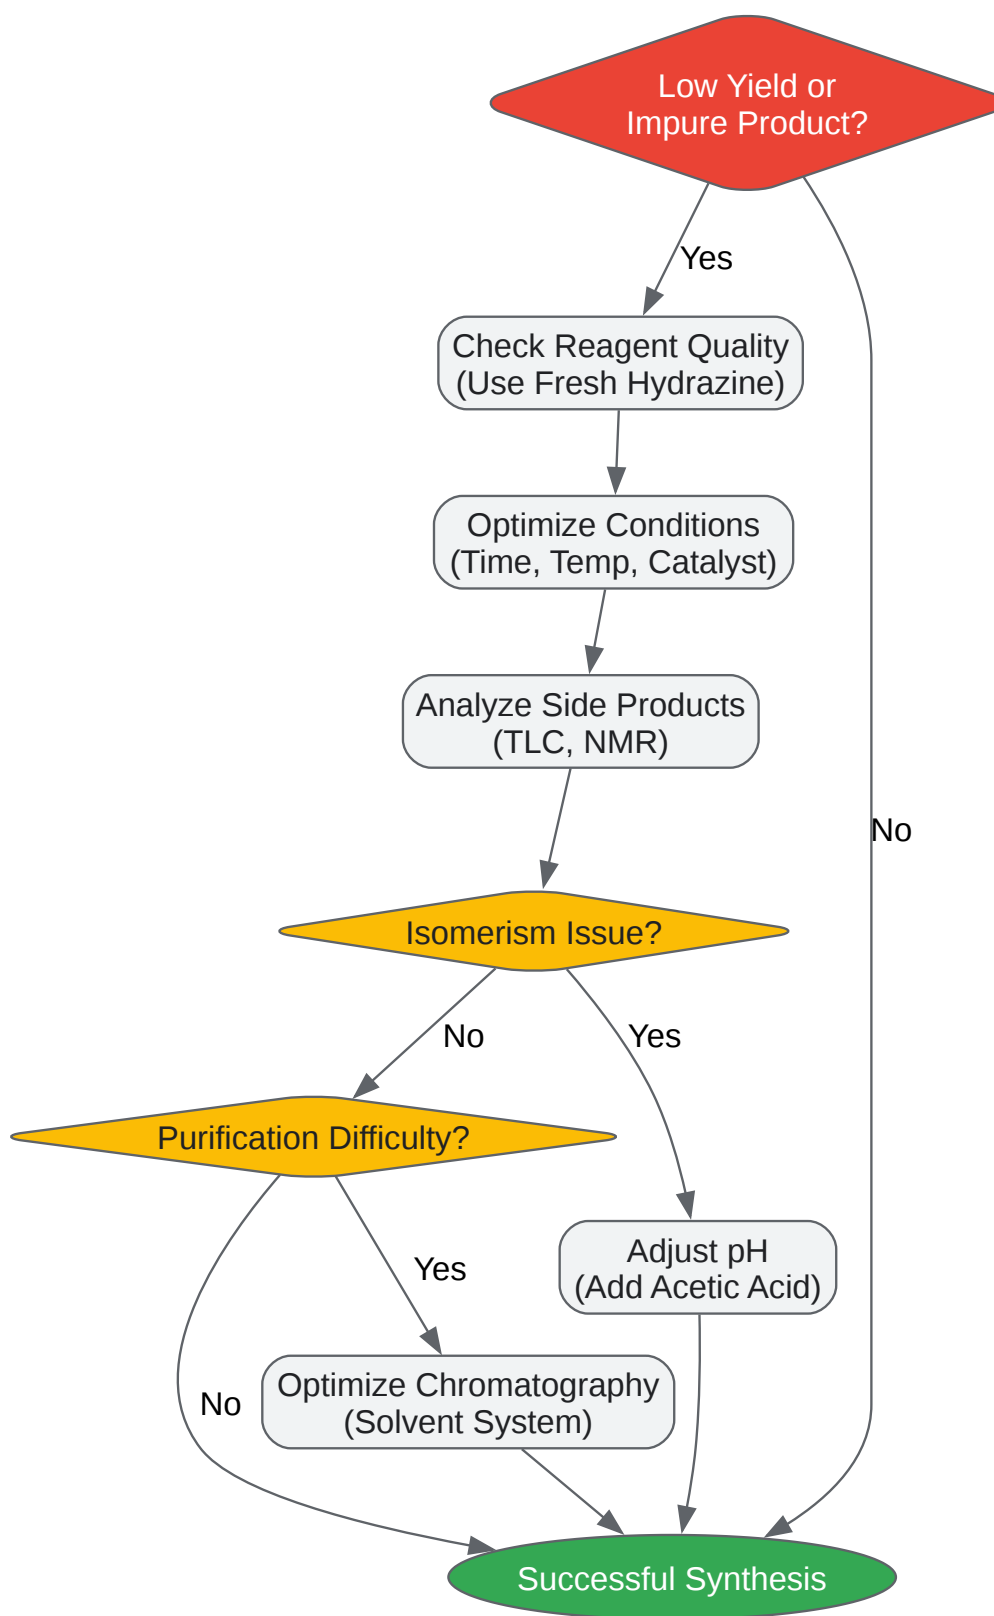 Low Yield or
Impure Product?
Yes
Check Reagent Quality
(Use Fresh Hydrazine)
Optimize Conditions
(Time, Temp, Catalyst)
Analyze Side Products
(TLC, NMR)
No
Isomerism Issue?
No
Yes
Purification Difficulty?
Adjust pH
(Add Acetic Acid)
Yes
Optimize Chromatography
(Solvent System)
No
Successful Synthesis